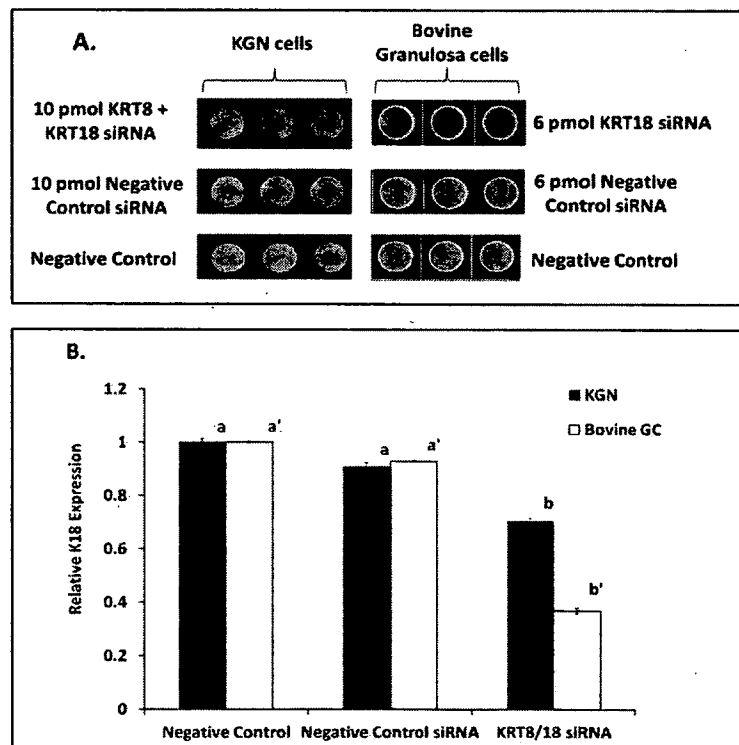 A.
KGN cells
Bovine
Granulosa cells
10 pmol KRT8 +
KRT18 siRNA
6 pmol KRT18 siRNA
10 pmol Negative
Control siRNA
6 pmol Negative
Control siRNA
Negative Control
Negative Control
B.
1.2
1
0.8
0.6
0.4
0.2
0
Relative K18 Expression
KGN
Bovine GC
a
a'
a
a'
b
b'
Negative Control
Negative Control siRNA
KRT8/18 siRNA